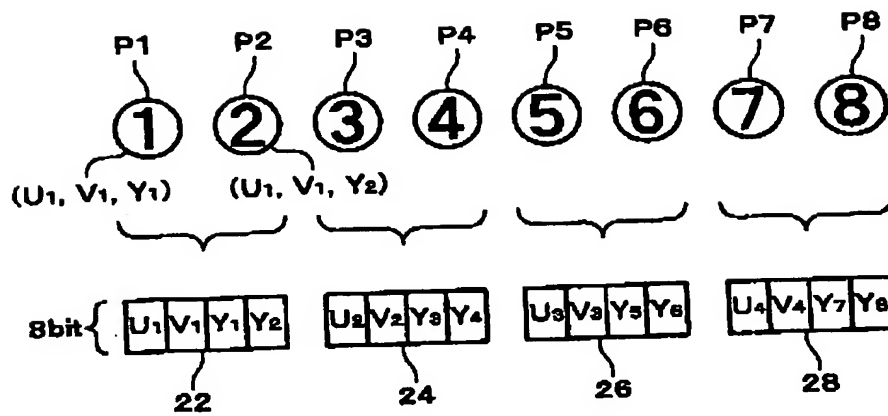 P1 P2 P3 P4 P5 P6 P7 P8
1 2 3 4 5 6 7 8
(U1, V1, Y1) (U1, V1, Y2)
8bit U1 V1 Y1 Y2 U2 V2 Y3 Y4 U3 V3 Y5 Y6 U4 V4 Y7 Y8
22 24 26 28